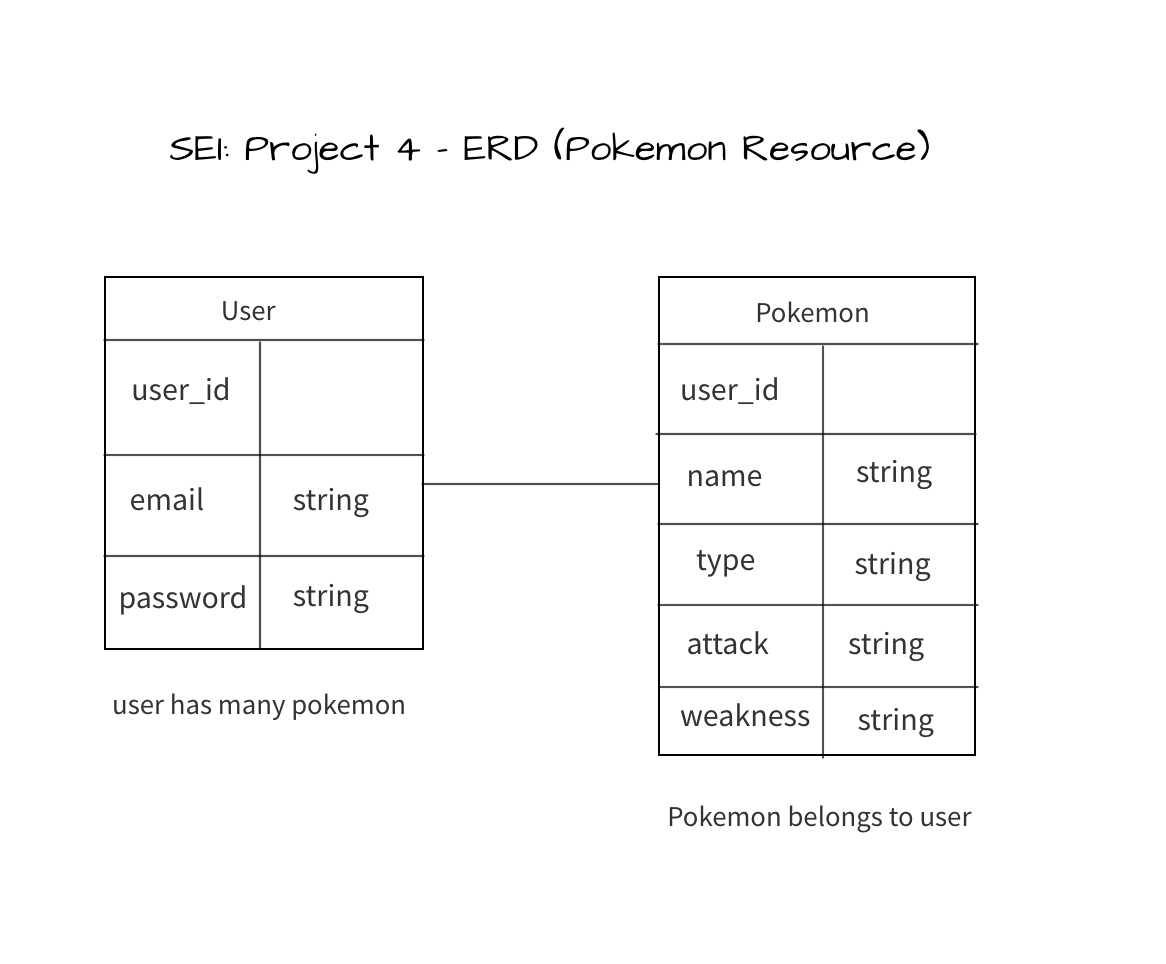 SEI: Project 4 - ERD (Pokemon Resource)
User
user_id
email string
password string
user has many pokemon
Pokemon
user_id
name string
type string
attack string
weakness string
Pokemon belongs to user